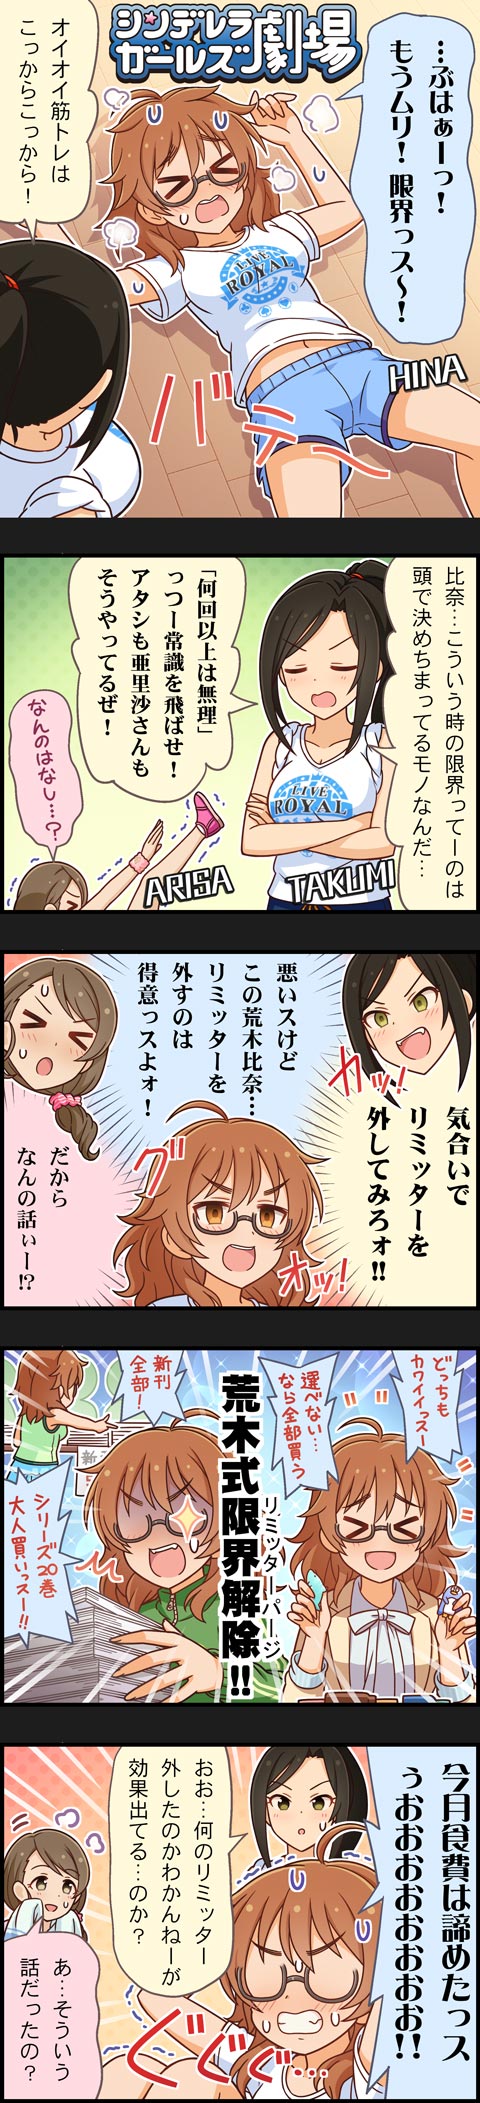 シンデレラ
ガールズ劇場
…ぶはぁーっ！
もうムリ！限界っス〜！
オイオイ筋トレは
こっからこっから！
LIVE
ROYAL
HINA
バテ〜
比奈…こういう時の限界ってーのは
頭で決めちまってるモノなんだ…
「何回以上は無理」
っつー常識を飛ばせ！
アタシも亜里沙さんも
そうやってるぜ！
なんのはなし…？
LIVE
ROYAL
ARISA
TAKUMI
気合いで
リミッターを
外してみろォ!!
カッ!
悪いスけど
この荒木比奈…
リミッターを
外すのは
得意っスよォ！
グオッ!
だから
なんの話ぃー!?
どっちも
カワイイっスー
選べない…
なら全部買う
荒木式限界解除!!
リミッターパージ
新刊
全部！
シリーズ20巻
大人買いっスー!!
今月食費は諦めたっス
うおおおおおおおお!!
おお…何のリミッター
外したのかわかんねーが
効果出てる…のか？
ぐぐぐ…
あ…そういう
話だったの？